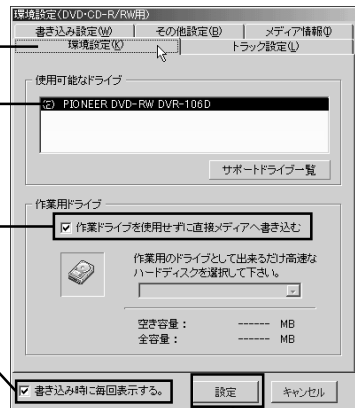 環境設定(DVD・CD-R/RW用)
書き込み設定(W) その他設定(B) メディア情報(I)
環境設定(K) トラック設定(L)
使用可能なドライブ
(E) PIONEER DVD-RW DVR-106D
サポートドライブ一覧
作業用ドライブ
作業ドライブを使用せずに直接メディアへ書き込む
作業用のドライブとして出来るだけ高速な
ハードディスクを選択して下さい。
空き容量： ------ MB
全容量： ------ MB
書き込み時に毎回表示する。 設定 キャンセル